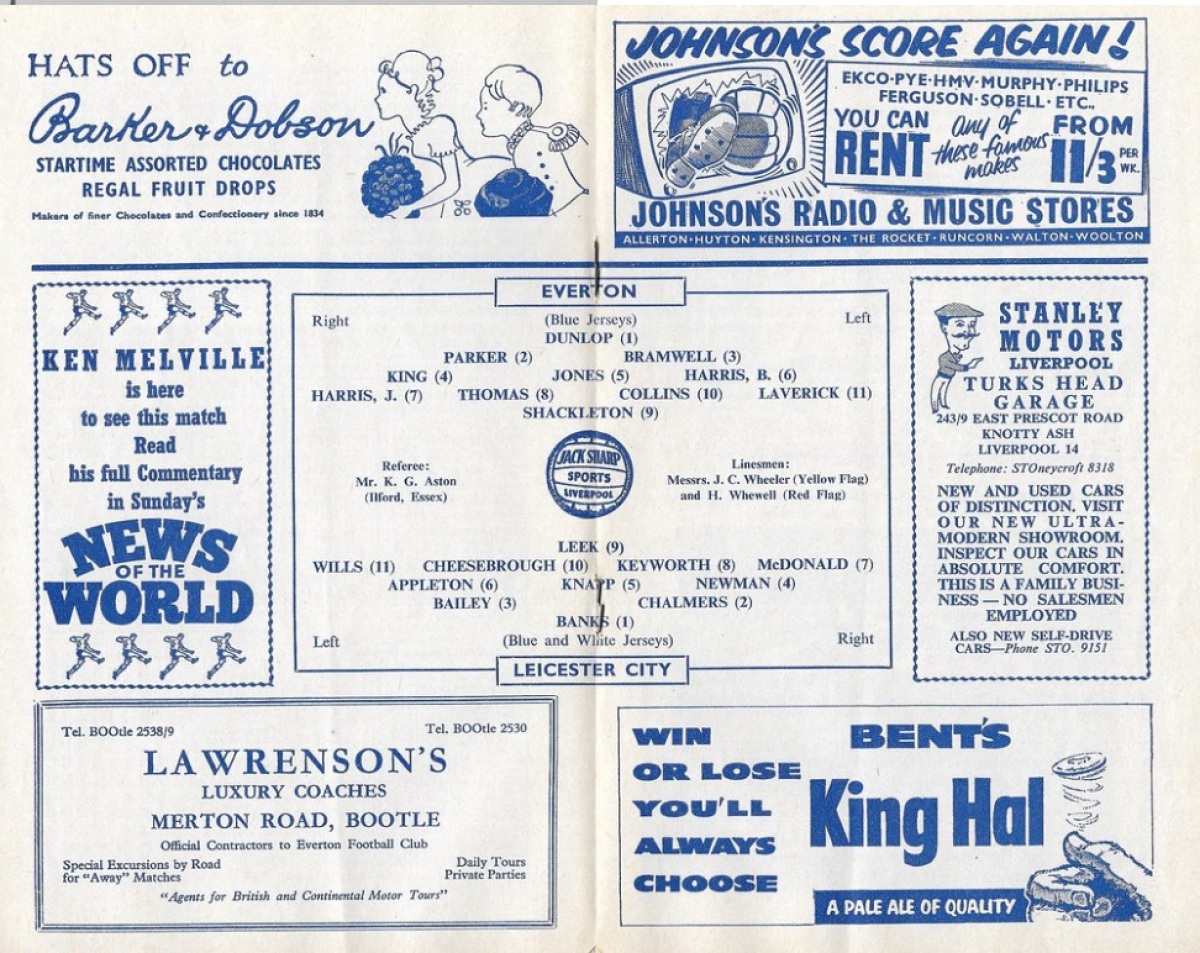 HATS OFF to
Barker & Dobson
STARTIME ASSORTED CHOCOLATES
REGAL FRUIT DROPS
Makers of finer Chocolates and Confectionery since 1834
JOHNSON'S SCORE AGAIN!
EKCO·PYE·HMV·MURPHY·PHILIPS
FERGUSON·SOBELL·ETC.,
YOU CAN
RENT
any of
these famous
makes
FROM
11/3 PER WK.
JOHNSON'S RADIO & MUSIC STORES
ALLERTON·HUYTON·KENSINGTON·THE ROCKET·RUNCORN·WALTON·WOOLTON
KEN MELVILLE
is here
to see this match
Read
his full Commentary
in Sunday's
NEWS
OF THE
WORLD
EVERTON
Right (Blue Jerseys) Left
DUNLOP (1)
PARKER (2) BRAMWELL (3)
KING (4) JONES (5) HARRIS, B. (6)
HARRIS, J. (7) THOMAS (8) COLLINS (10) LAVERICK (11)
SHACKLETON (9)
Referee:
Mr. K. G. Aston
(Ilford, Essex)
JACK SHARP
SPORTS
LIVERPOOL
Linesmen:
Messrs. J. C. Wheeler (Yellow Flag)
and H. Whewell (Red Flag)
LEEK (9)
WILLS (11) CHEESEBROUGH (10) KEYWORTH (8) McDONALD (7)
APPLETON (6) KNAPP (5) NEWMAN (4)
BAILEY (3) CHALMERS (2)
BANKS (1)
Left (Blue and White Jerseys) Right
LEICESTER CITY
STANLEY
MOTORS
LIVERPOOL
TURKS HEAD
GARAGE
243/9 EAST PRESCOT ROAD
KNOTTY ASH
LIVERPOOL 14
Telephone: STOneycroft 8318
NEW AND USED CARS
OF DISTINCTION. VISIT
OUR NEW ULTRA-
MODERN SHOWROOM.
INSPECT OUR CARS IN
ABSOLUTE COMFORT.
THIS IS A FAMILY BUSI-
NESS — NO SALESMEN
EMPLOYED
ALSO NEW SELF-DRIVE
CARS—Phone STO. 9151
Tel. BOOtle 2538/9 Tel. BOOtle 2530
LAWRENSON'S
LUXURY COACHES
MERTON ROAD, BOOTLE
Official Contractors to Everton Football Club
Special Excursions by Road
for "Away" Matches
Daily Tours
Private Parties
"Agents for British and Continental Motor Tours"
WIN
OR LOSE
YOU'LL
ALWAYS
CHOOSE
BENT'S
King Hal
A PALE ALE OF QUALITY